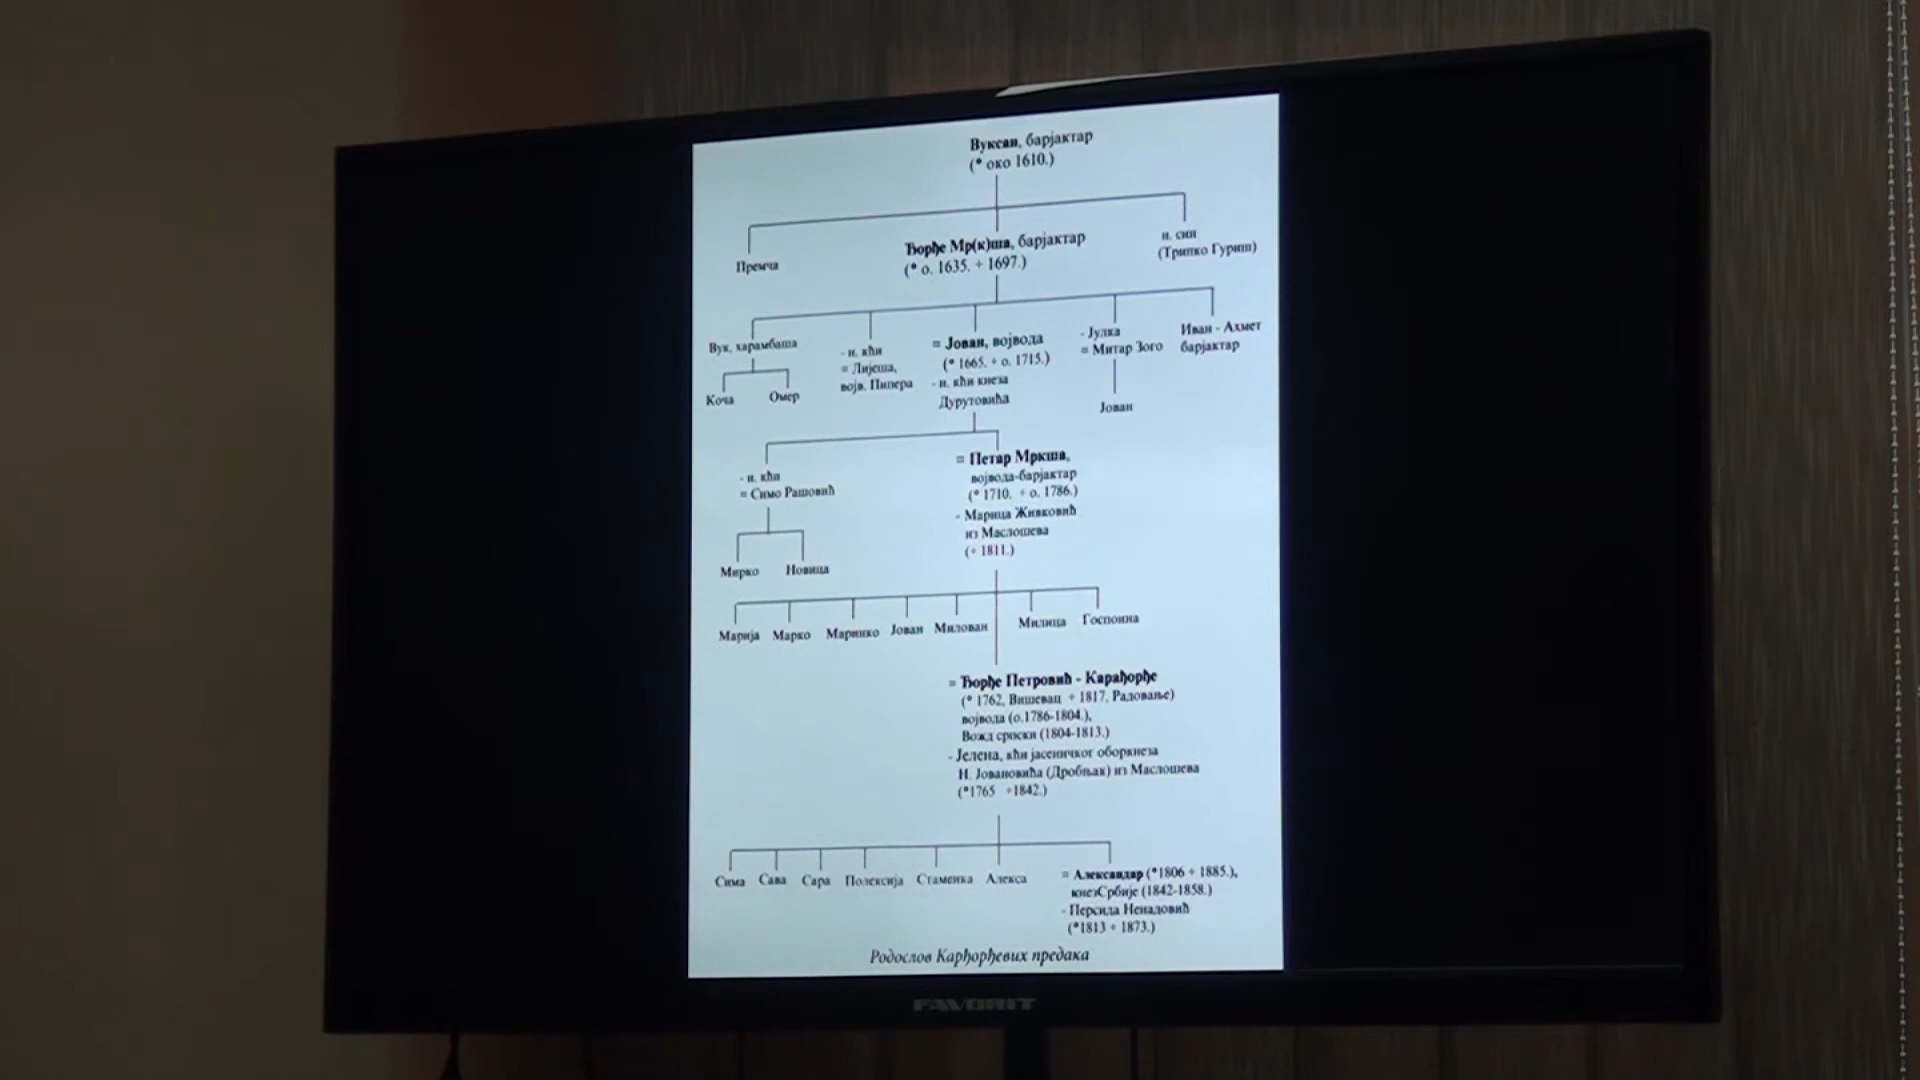 Вуксан, барјактар
(* око 1610.)
Премча
Ђорђе Мр(к)ша, барјактар
(* о. 1635. + 1697.)
н. син
(Трипко Гуриш)
Вук, харамбаша
Коча
Омер
- н. кћи
= Лијеша,
војв. Пипера
= Јован, војвода
(* 1665. + о. 1715.)
- н. кћи кнеза
Дурутовића
- Јулка
= Митар Зого
Јован
Иван - Ахмет
барјактар
- н. кћи
= Симо Рашовић
Мирко
Новица
= Петар Мркша,
војвода-барјактар
(* 1710. + о. 1786.)
- Марица Живковић
из Маслошева
(+ 1811.)
Марија
Марко
Маринко
Јован
Милован
Милица
Госпоина
= Ђорђе Петровић - Карађорђе
(* 1762, Вишевац + 1817, Радовање)
војвода (о.1786-1804.),
Вожд српски (1804-1813.)
- Јелена, кћи јасеничког оборкнеза
Н. Јовановића (Дробњак) из Маслошева
(*1765 +1842.)
Сима
Сава
Сара
Полексија
Стаменка
Алекса
= Александар (*1806 + 1885.),
кнезСрбије (1842-1858.)
- Персида Ненадовић
(*1813 + 1873.)
Родослов Карђорђевих предака
FAVORIT